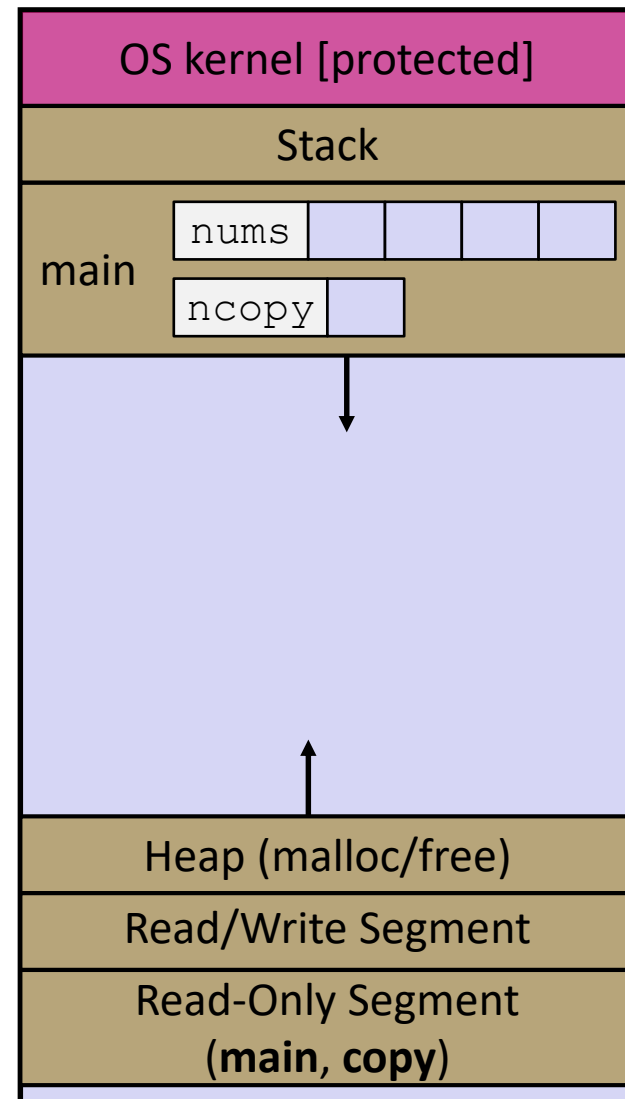 OS kernel [protected]
Stack
main
nums
ncopy
Heap (malloc/free)
Read/Write Segment
Read-Only Segment
(main, copy)